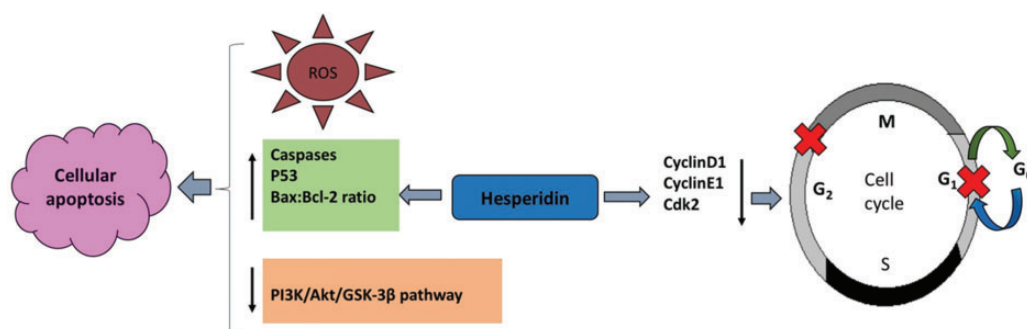 ROS
Cellular
apoptosis
Caspases
P53
Bax:Bcl-2 ratio
PI3K/Akt/GSK-3β pathway
Hesperidin
CyclinD1
CyclinE1
Cdk2
M
G₂
Cell
cycle
G₁
S